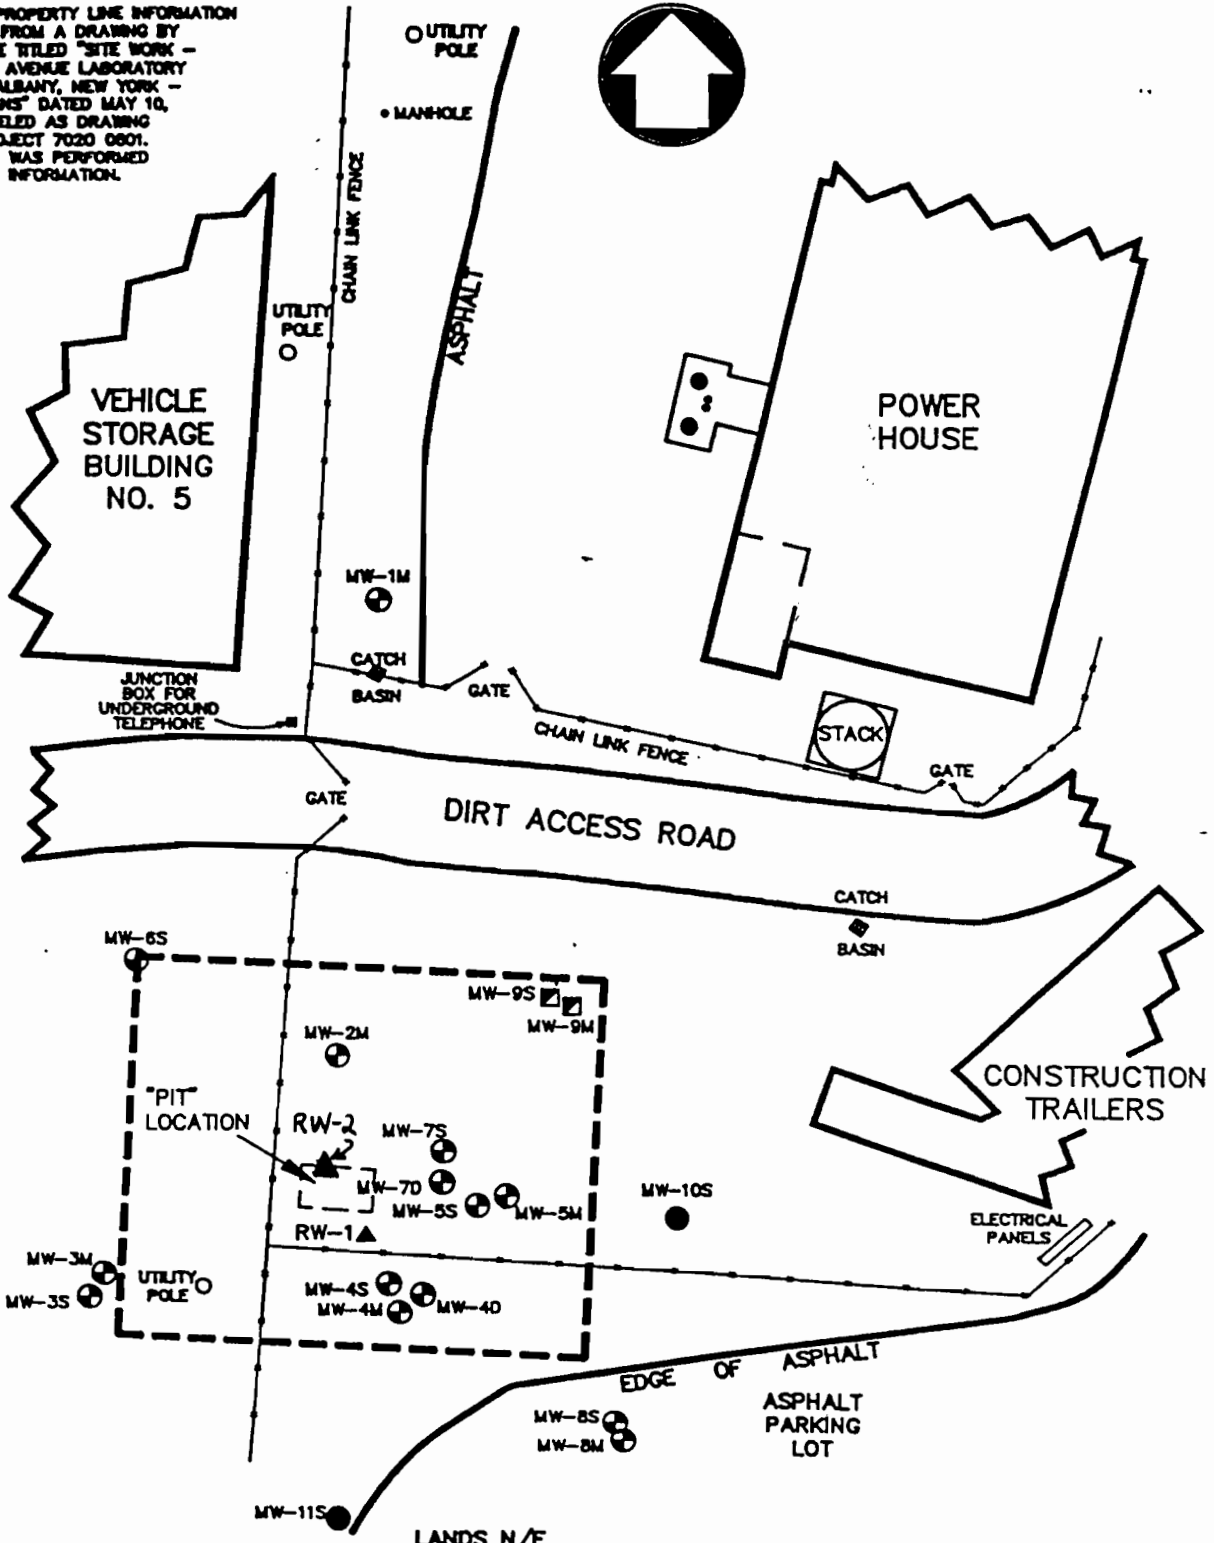 PROPERTY LINE INFORMATION
FROM A DRAWING BY
E TITLED "SITE WORK –
AVENUE LABORATORY
ALBANY, NEW YORK –
NS" DATED MAY 10,
ELED AS DRAWING
OJECT 7020 0801.
WAS PERFORMED
INFORMATION.
UTILITY
POLE
MANHOLE
CHAIN LINK FENCE
ASPHALT
UTILITY
POLE
VEHICLE
STORAGE
BUILDING
NO. 5
POWER
HOUSE
MW-1M
CATCH
BASIN
GATE
JUNCTION
BOX FOR
UNDERGROUND
TELEPHONE
CHAIN LINK FENCE
STACK
GATE
GATE
DIRT ACCESS ROAD
CATCH
BASIN
MW-6S
MW-9S
MW-9M
MW-2M
"PIT"
LOCATION
RW-2
MW-7S
MW-7D
MW-5S
MW-5M
MW-10S
CONSTRUCTION
TRAILERS
ELECTRICAL
PANELS
RW-1
MW-3M
MW-3S
UTILITY
POLE
MW-4S
MW-4M
MW-4D
EDGE OF ASPHALT
ASPHALT
PARKING
LOT
MW-8S
MW-8M
MW-11S
LANDS N/F